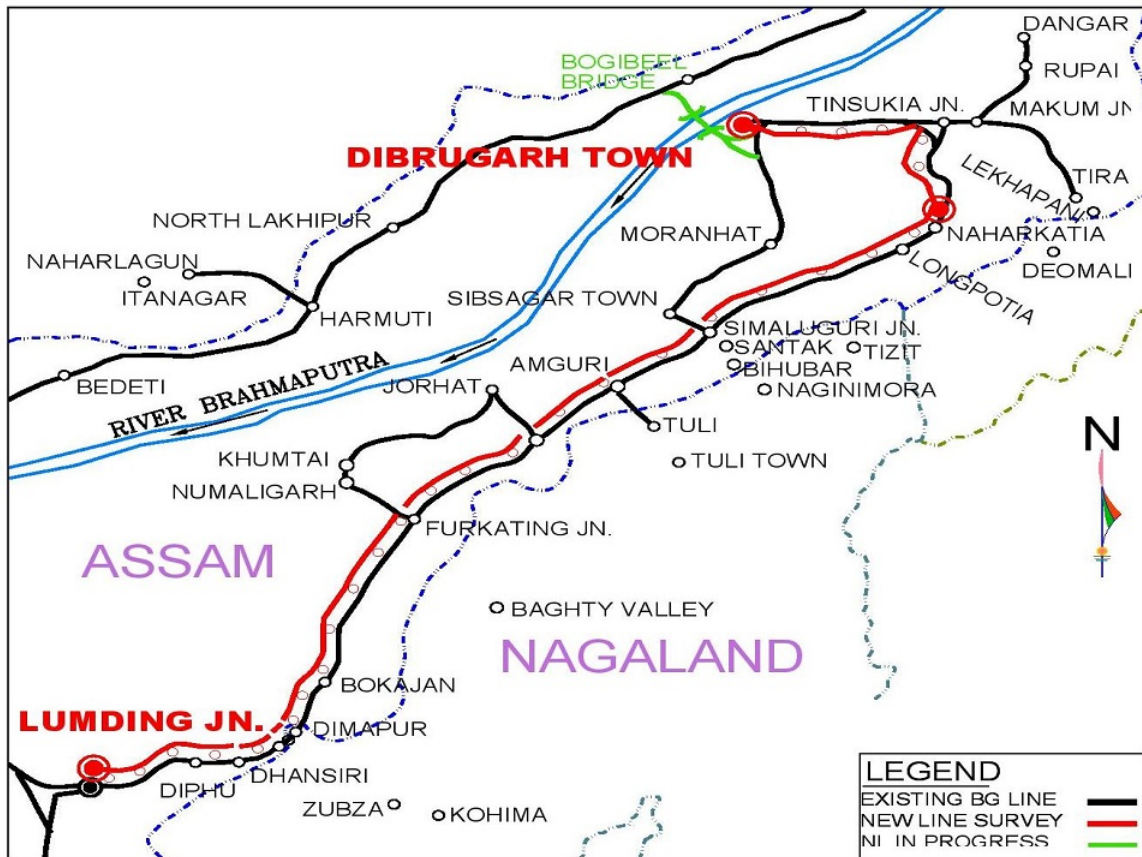 DANGAR
BOGIBEEL
BRIDGE
RUPAI
TINSUKIA JN.
MAKUM JN
DIBRUGARH TOWN
LEKHAPANI
TIRA
NORTH LAKHIPUR
MORANHAT
NAHARKATIA
NAHARLAGUN
DEOMALI
LONGPOTIA
ITANAGAR
SIBSAGAR TOWN
HARMUTI
SIMALUGURI JN.
SANTAK
TIZIT
AMGURI
BIHUBAR
RIVER BRAHMAPUTRA
BEDETI
JORHAT
NAGINIMORA
TULI
N
KHUMTAI
TULI TOWN
NUMALIGARH
FURKATING JN.
ASSAM
BAGHTY VALLEY
NAGALAND
BOKAJAN
LUMDING JN.
DIMAPUR
DHANSIRI
DIPHU
ZUBZA
KOHIMA
LEGEND
EXISTING BG LINE
NEW LINE SURVEY
NL IN PROGRESS